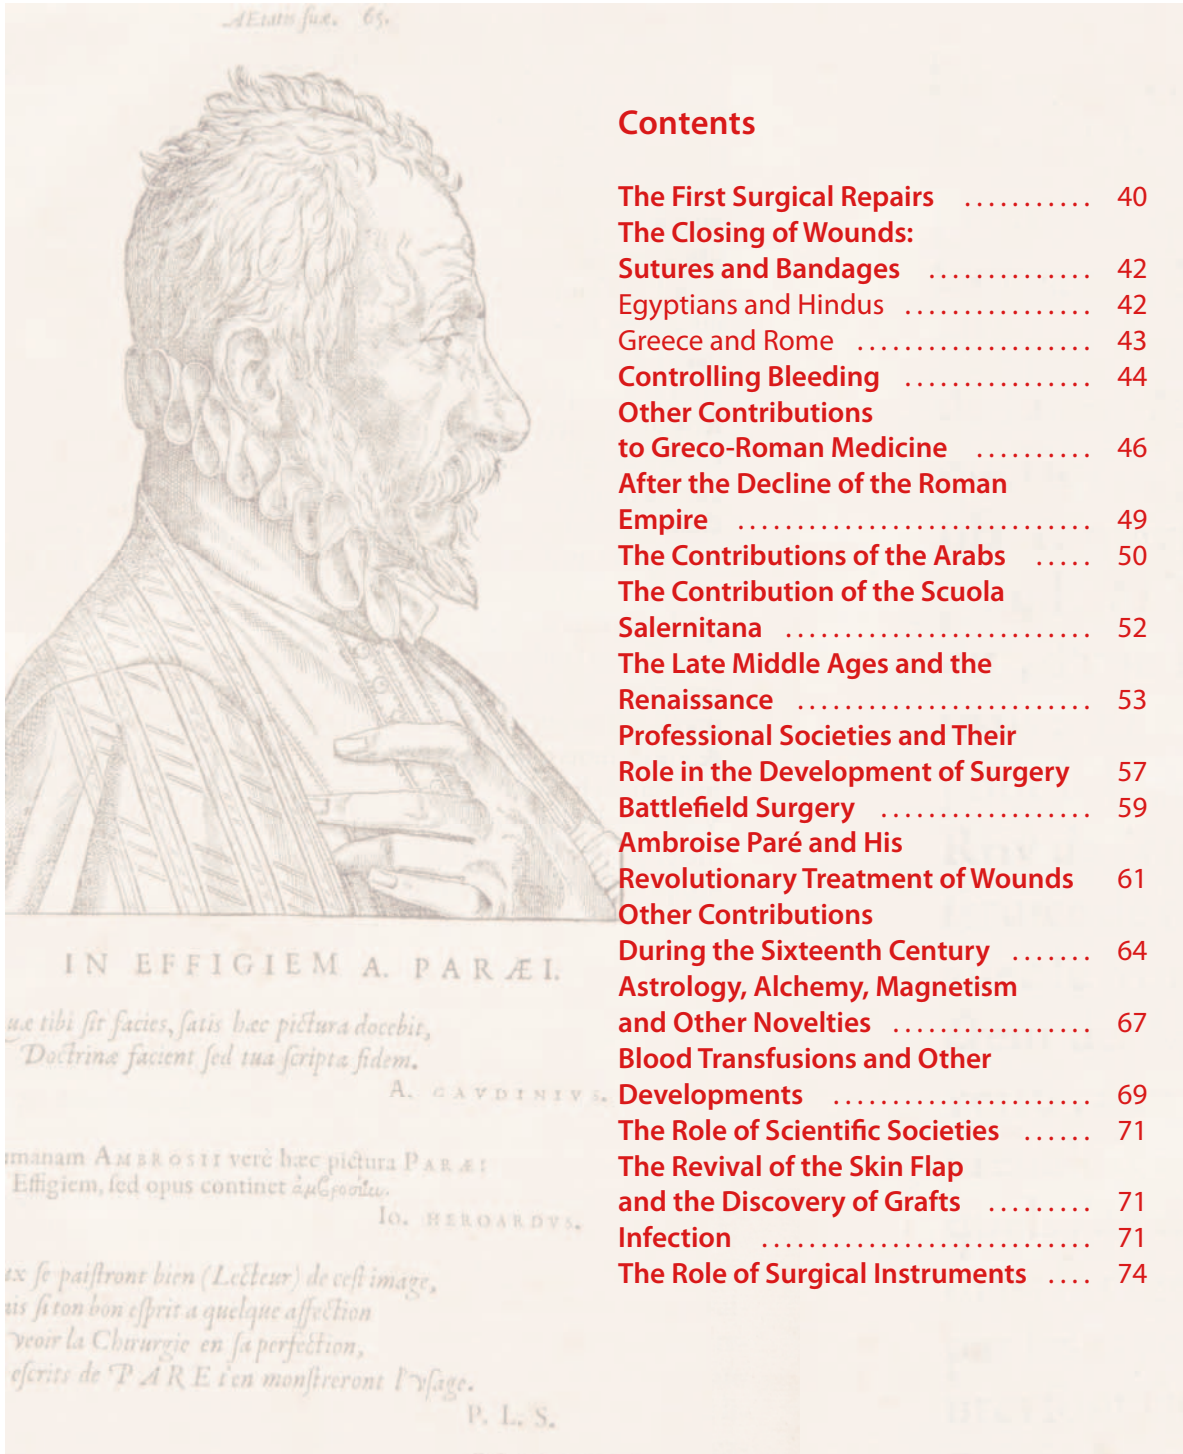 AEtatis suæ. 65.
Contents
The First Surgical Repairs ........... 40
The Closing of Wounds:
Sutures and Bandages .............. 42
Egyptians and Hindus ................ 42
Greece and Rome .................... 43
Controlling Bleeding ................ 44
Other Contributions
to Greco-Roman Medicine .......... 46
After the Decline of the Roman
Empire .............................. 49
The Contributions of the Arabs ..... 50
The Contribution of the Scuola
Salernitana .......................... 52
The Late Middle Ages and the
Renaissance ......................... 53
Professional Societies and Their
Role in the Development of Surgery 57
Battlefield Surgery .................. 59
Ambroise Paré and His
Revolutionary Treatment of Wounds 61
Other Contributions
During the Sixteenth Century ....... 64
Astrology, Alchemy, Magnetism
and Other Novelties ................. 67
Blood Transfusions and Other
Developments ...................... 69
The Role of Scientific Societies ...... 71
The Revival of the Skin Flap
and the Discovery of Grafts ......... 71
Infection ............................ 71
The Role of Surgical Instruments .... 74
IN EFFIGIEM A. PARÆI.
tibi sit facies, satis hæc pictura docebit,
Doctrinæ facient sed tua scripta fidem.
A. GAVDINIVS.
AMBROSII verè hæc pictura PARÆI
Effigiem, sed opus continet
IO. HEROARDVS.
se paistront bien (Lecteur) de cest image,
si ton bon esprit a quelque affection
veoir la Chirurgie en sa perfection,
escrits de PARE t'en monstreront l'vsage.
P. L. S.